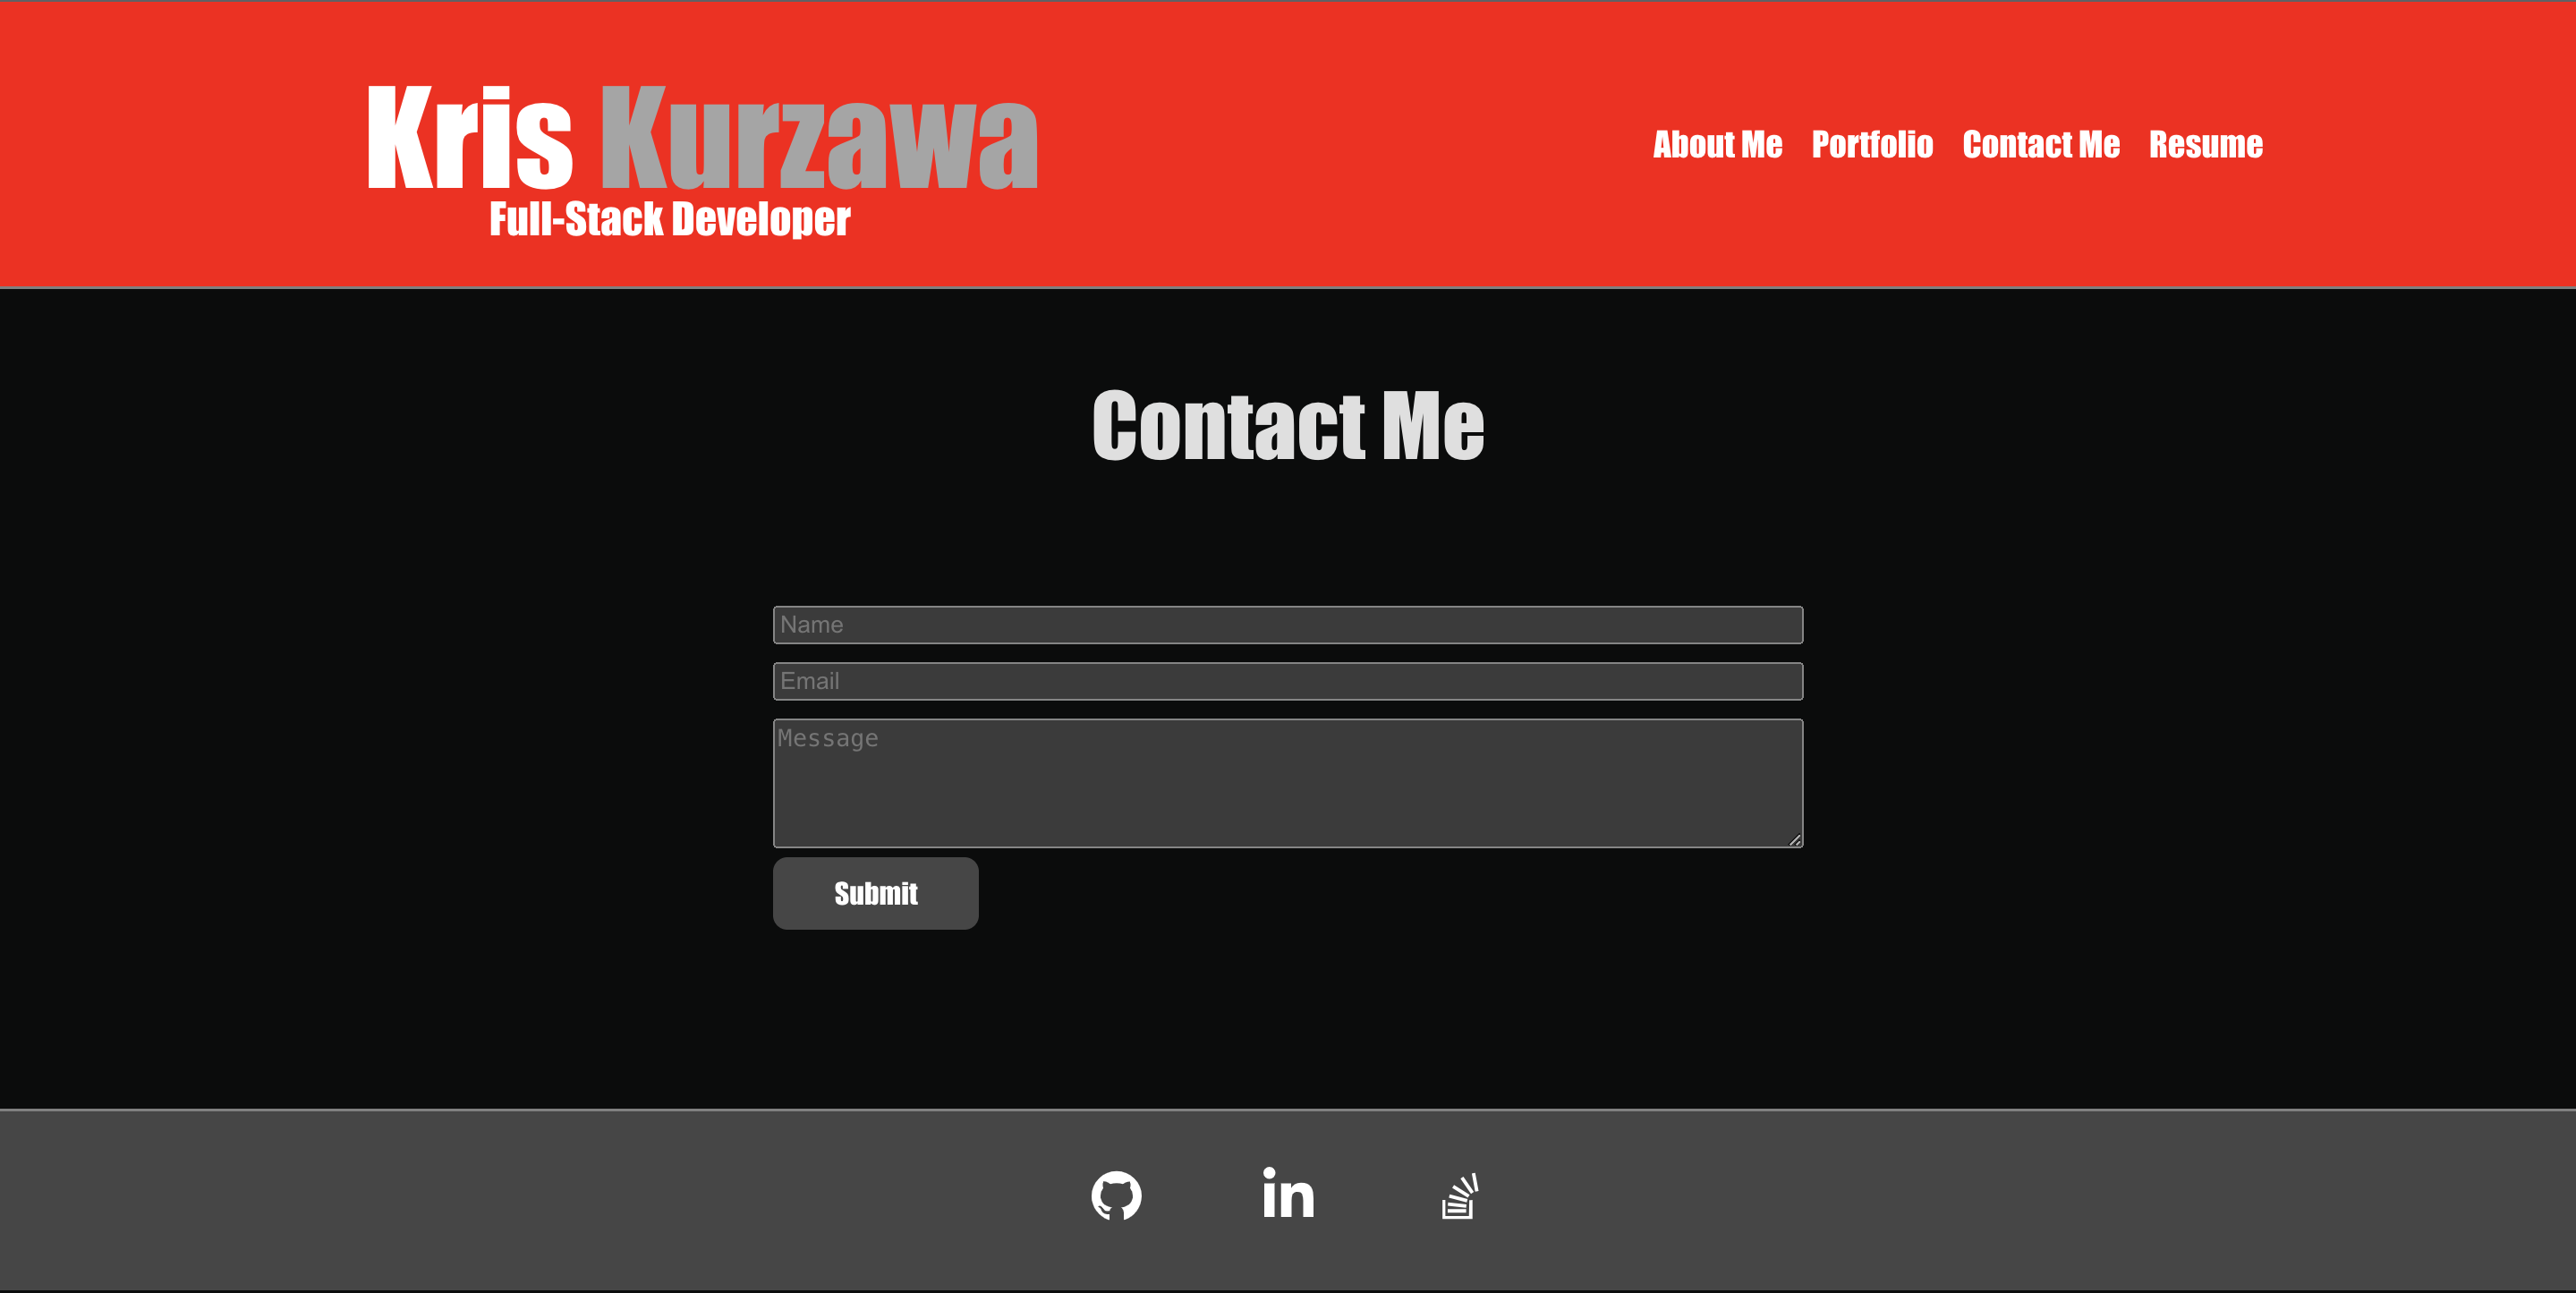 Kris Kurzawa
Full-Stack Developer
About Me Portfolio Contact Me Resume
Contact Me
Name
Email
Message
Submit
in